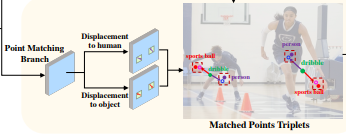 Point Matching
Branch
Displacement
to human
Displacement
to object
sports ball
dribble
person
person
dribble
sports ball
Matched Points Triplets